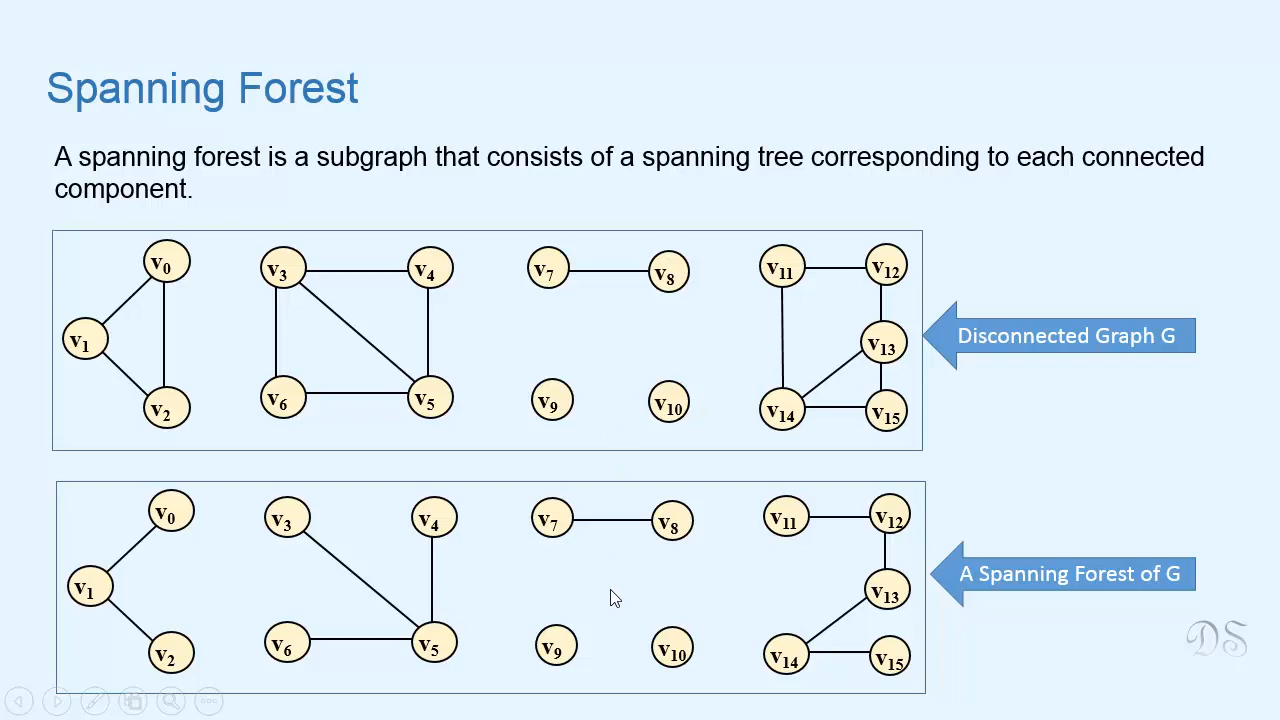 Spanning Forest
A spanning forest is a subgraph that consists of a spanning tree corresponding to each connected
component.
v0 v3 v4 v7 v8 v11 v12
v1 v13
v2 v6 v5 v9 v10 v14 v15
Disconnected Graph G
v0 v3 v4 v7 v8 v11 v12
v1 v13
v2 v6 v5 v9 v10 v14 v15
A Spanning Forest of G
DS